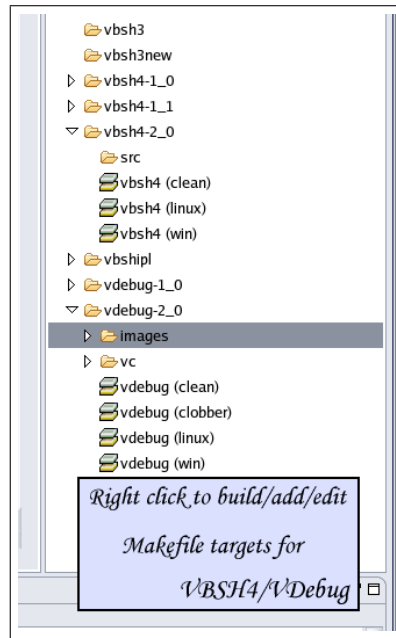 vbsh3
vbsh3new
vbsh4-1_0
vbsh4-1_1
vbsh4-2_0
src
vbsh4 (clean)
vbsh4 (linux)
vbsh4 (win)
vbshipl
vdebug-1_0
vdebug-2_0
images
vc
vdebug (clean)
vdebug (clobber)
vdebug (linux)
vdebug (win)
Right click to build/add/edit
Makefile targets for
VBSH4/VDebug